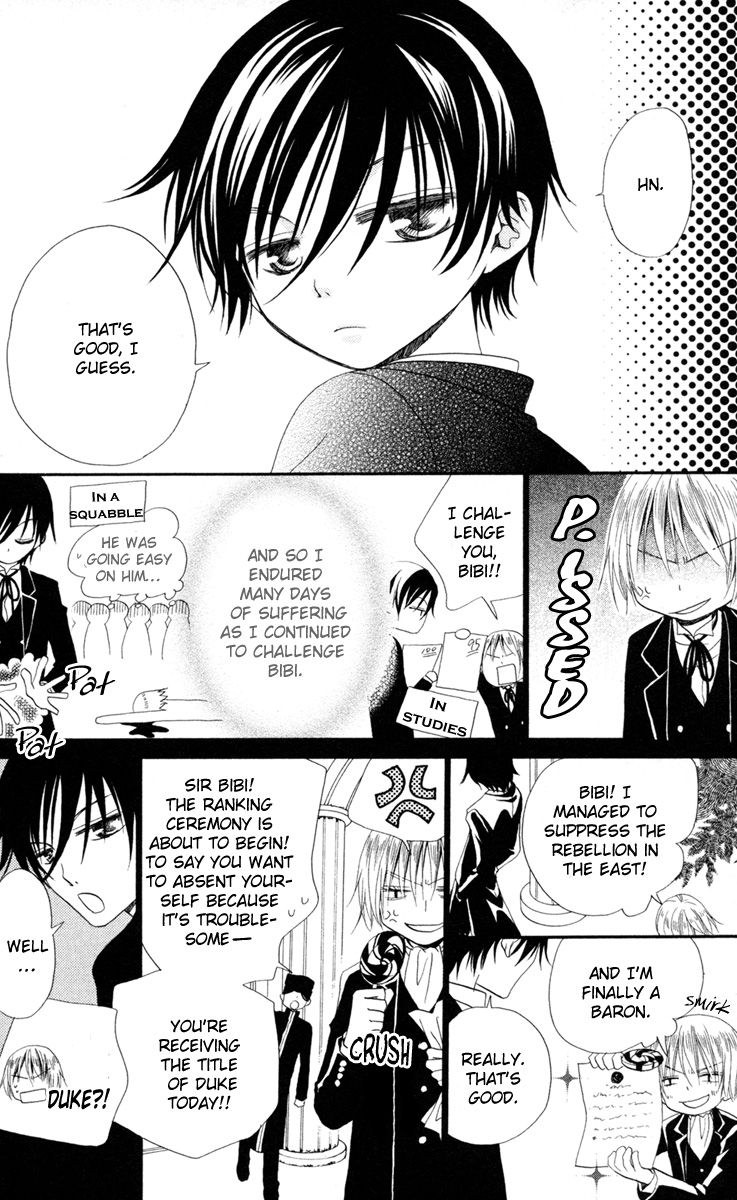 HN.
THAT'S
GOOD, I
GUESS.
P.ISSED
I CHAL-
LENGE
YOU,
BIBI!!
100
95
IN
STUDIES
AND SO I
ENDURED
MANY DAYS
OF SUFFERING
AS I CONTINUED
TO CHALLENGE
BIBI.
IN A
SQUABBLE
HE WAS
GOING EASY
ON HIM...
Pat
Pat
BIBI! I
MANAGED TO
SUPPRESS THE
REBELLION IN
THE EAST!
AND I'M
FINALLY A
BARON.
smirk
REALLY.
THAT'S
GOOD.
CRUSH
SIR BIBI!
THE RANKING
CEREMONY IS
ABOUT TO BEGIN!
TO SAY YOU WANT
TO ABSENT YOUR-
SELF BECAUSE
IT'S TROUBLE-
SOME—
YOU'RE
RECEIVING
THE TITLE
OF DUKE
TODAY!!
WELL
...
DUKE?!